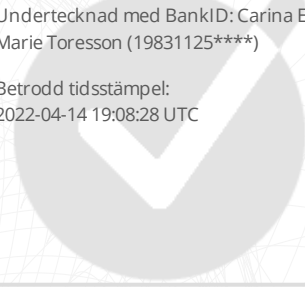 Undertecknad med BankID: Carina E
Marie Toresson (19831125****)
Betrodd tidsstämpel:
2022-04-14 19:08:28 UTC